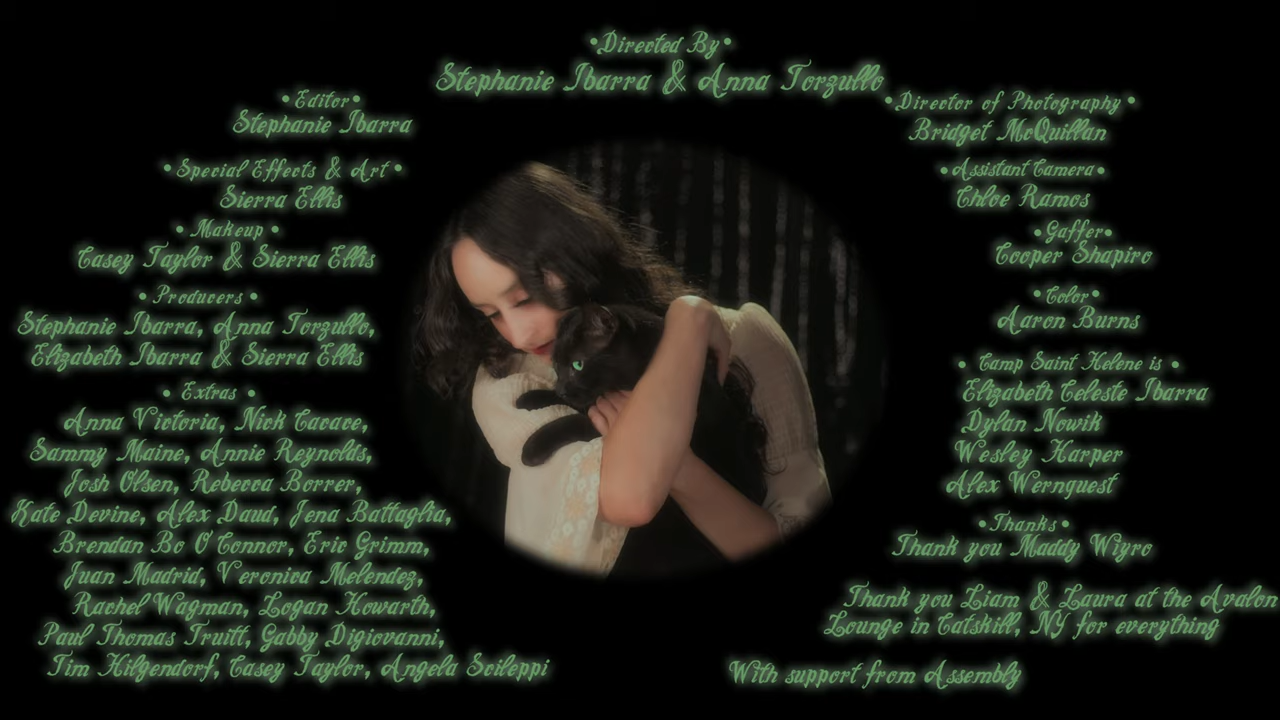 •Directed By•
Stephanie Ibarra & Anna Torzullo
•Editor•
Stephanie Ibarra
•Special Effects & Art•
Sierra Ellis
•Makeup•
Casey Taylor & Sierra Ellis
•Producers•
Stephanie Ibarra, Anna Torzullo,
Elizabeth Ibarra & Sierra Ellis
•Extras•
Anna Victoria, Nick Cavace,
Sammy Maine, Annie Reynolds,
Josh Olsen, Rebecca Borrer,
Kate Devine, Alex Daud, Jena Battaglia,
Brendan Bo O'Connor, Eric Grimm,
Juan Madrid, Veronica Melendez,
Rachel Wagman, Logan Howarth,
Paul Thomas Truitt, Gabby Digiovanni,
Tim Hilgendorf, Casey Taylor, Angela Scileppi
•Director of Photography•
Bridget McQuillan
•Assistant Camera•
Chloe Ramos
•Gaffer•
Cooper Shapiro
•Color•
Aaron Burns
•Camp Saint Helene is•
Elizabeth Celeste Ibarra
Dylan Nowik
Wesley Harper
Alex Wernquest
•Thanks•
Thank you Maddy Wiyro
Thank you Liam & Laura at the Avalon
Lounge in Catskill, NY for everything
With support from Assembly